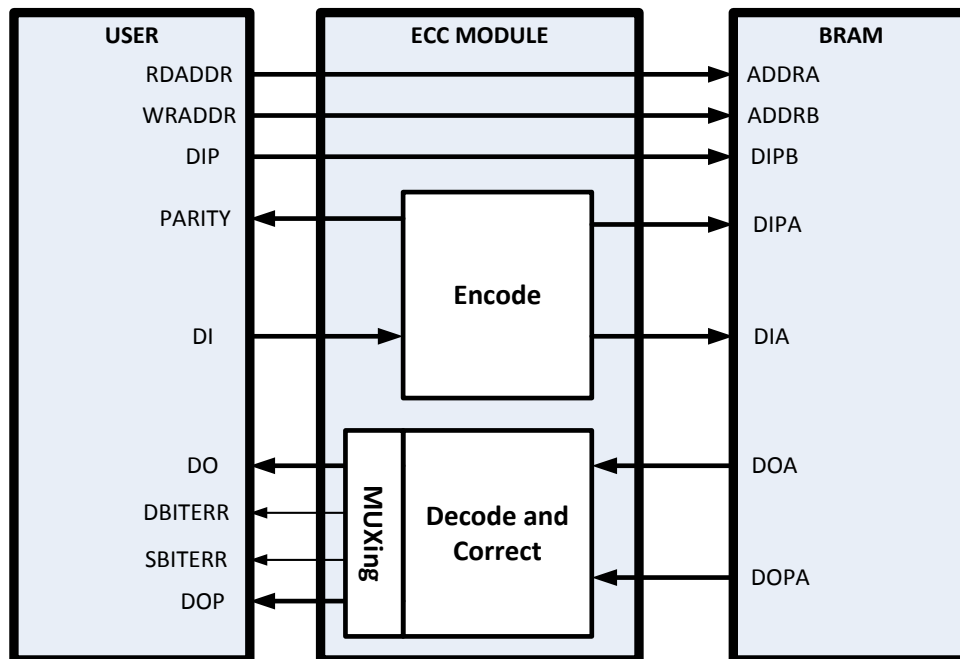 USER
ECC MODULE
BRAM
RDADDR
ADDRA
WRADDR
ADDRB
DIP
DIPB
PARITY
DIPA
Encode
DI
DIA
DO
DOA
DBITERR
MUXing
Decode and
Correct
SBITERR
DOPA
DOP